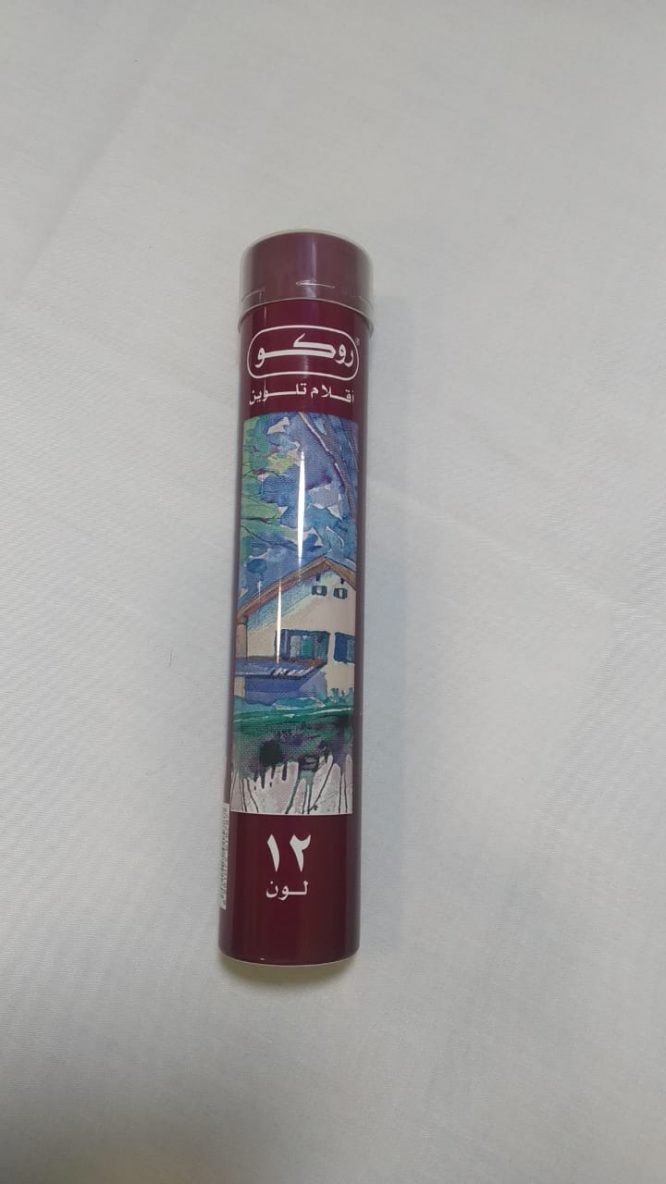 روكو
أقلام تلوين
١٢
لون